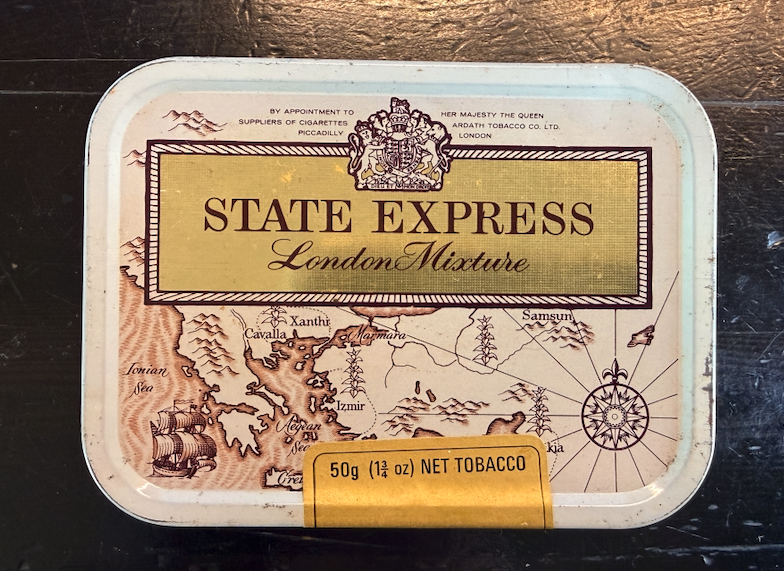 BY APPOINTMENT TO HER MAJESTY THE QUEEN
SUPPLIERS OF CIGARETTES ARDATH TOBACCO CO. LTD.
PICCADILLY LONDON
STATE EXPRESS
London Mixture
Samsun
Xanthi
Cavalla
Marmara
Ionian
Sea
Izmir
Aegean
Sea
50g (1¾ oz) NET TOBACCO